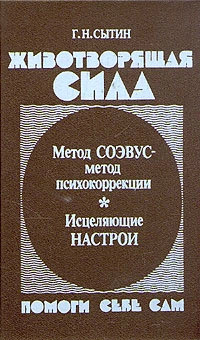 Г. Н. СЫТИН
ЖИВОТВОРЯЩАЯ
СИЛА
Метод СОЭВУС-
метод
психокоррекции
*
Исцеляющие
НАСТРОИ
ПОМОГИ СЕБЕ САМ